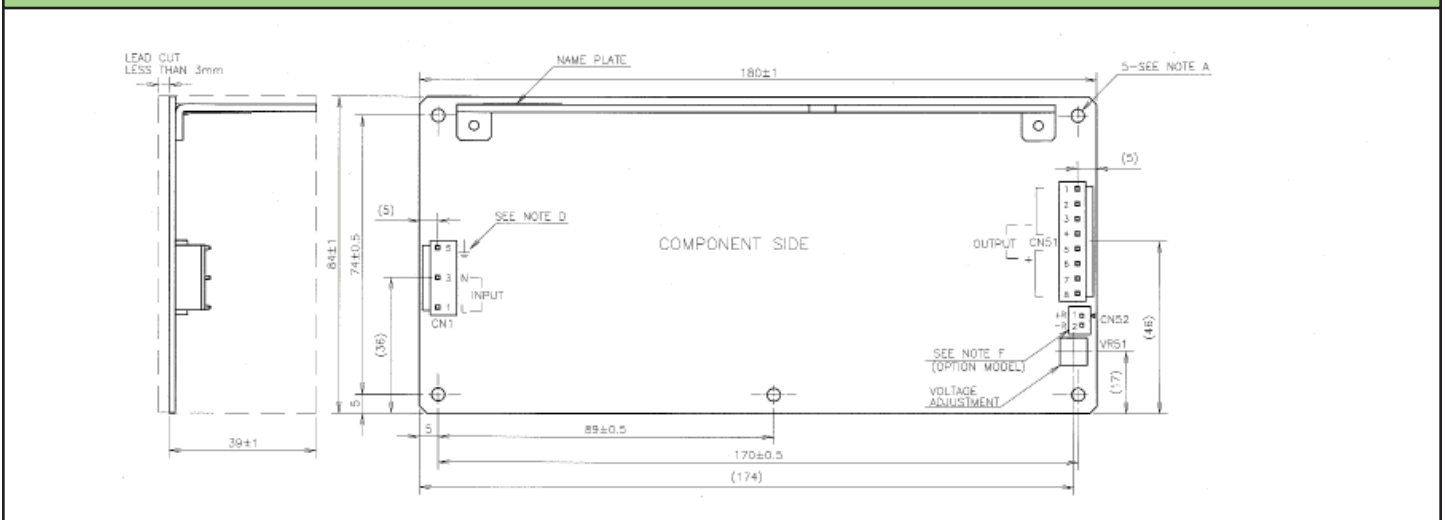 LEAD CUT
LESS THAN 3mm
NAME PLATE
180±1
5-SEE NOTE A
(5)
(5)
SEE NOTE D
84±1
74±0.5
COMPONENT SIDE
OUTPUT
CN51
-
+
1
2
3
4
5
6
7
8
5
3 N
1 L
INPUT
CN1
(36)
+R 1
-R 2
CN52
VR51
(46)
SEE NOTE F
(OPTION MODEL)
(17)
VOLTAGE
ADJUSTMENT
5
5
89±0.5
39±1
170±0.5
(174)